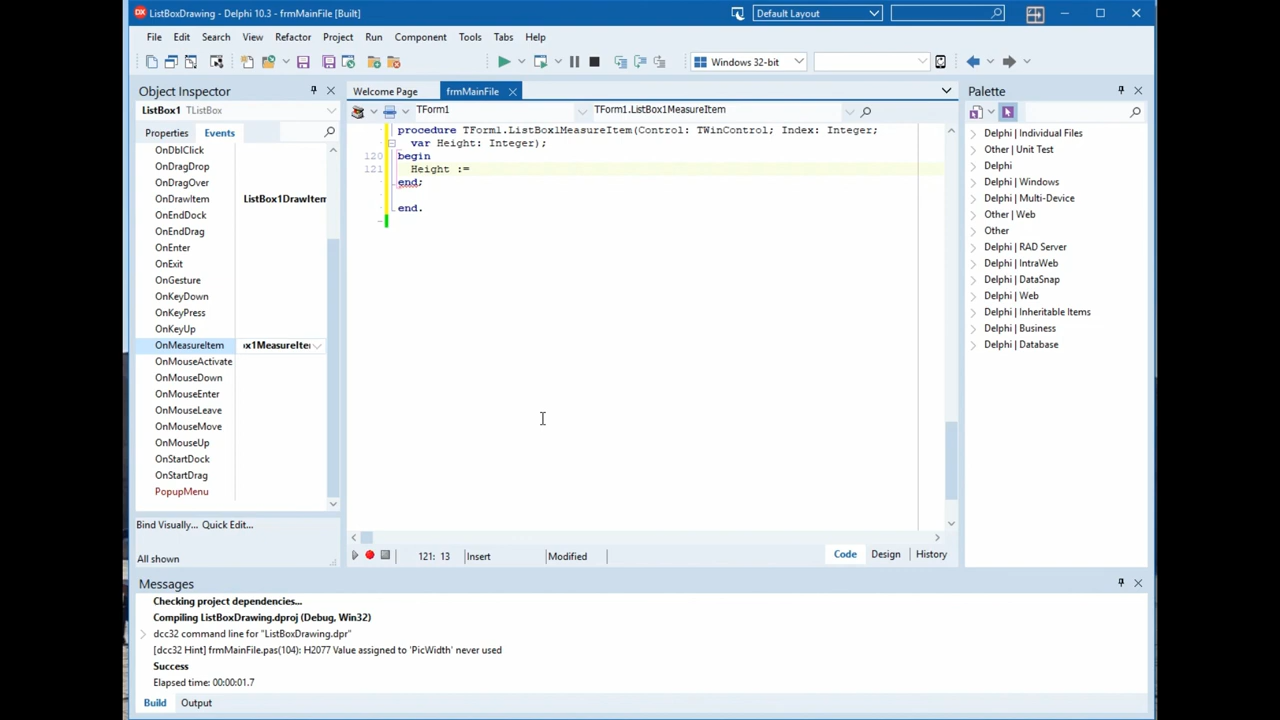 ListBoxDrawing - Delphi 10.3 - frmMainFile [Built]
Default Layout
File Edit Search View Refactor Project Run Component Tools Tabs Help
Windows 32-bit
Object Inspector
ListBox1 TListBox
Properties Events
OnDblClick
OnDragDrop
OnDragOver
OnDrawItem ListBox1DrawItem
OnEndDock
OnEndDrag
OnEnter
OnExit
OnGesture
OnKeyDown
OnKeyPress
OnKeyUp
OnMeasureItem ox1MeasureIte
OnMouseActivate
OnMouseDown
OnMouseEnter
OnMouseLeave
OnMouseMove
OnMouseUp
OnStartDock
OnStartDrag
PopupMenu
Bind Visually... Quick Edit...
All shown
Welcome Page frmMainFile
TForm1 TForm1.ListBox1MeasureItem
procedure TForm1.ListBox1MeasureItem(Control: TWinControl; Index: Integer;
var Height: Integer);
120 begin
121 Height :=
end;
end.
121: 13 Insert Modified Code Design History
Palette
Delphi | Individual Files
Other | Unit Test
Delphi
Delphi | Windows
Delphi | Multi-Device
Other | Web
Other
Delphi | RAD Server
Delphi | IntraWeb
Delphi | DataSnap
Delphi | Web
Delphi | Inheritable Items
Delphi | Business
Delphi | Database
Messages
Checking project dependencies...
Compiling ListBoxDrawing.dproj (Debug, Win32)
dcc32 command line for "ListBoxDrawing.dpr"
[dcc32 Hint] frmMainFile.pas(104): H2077 Value assigned to 'PicWidth' never used
Success
Elapsed time: 00:00:01.7
Build Output